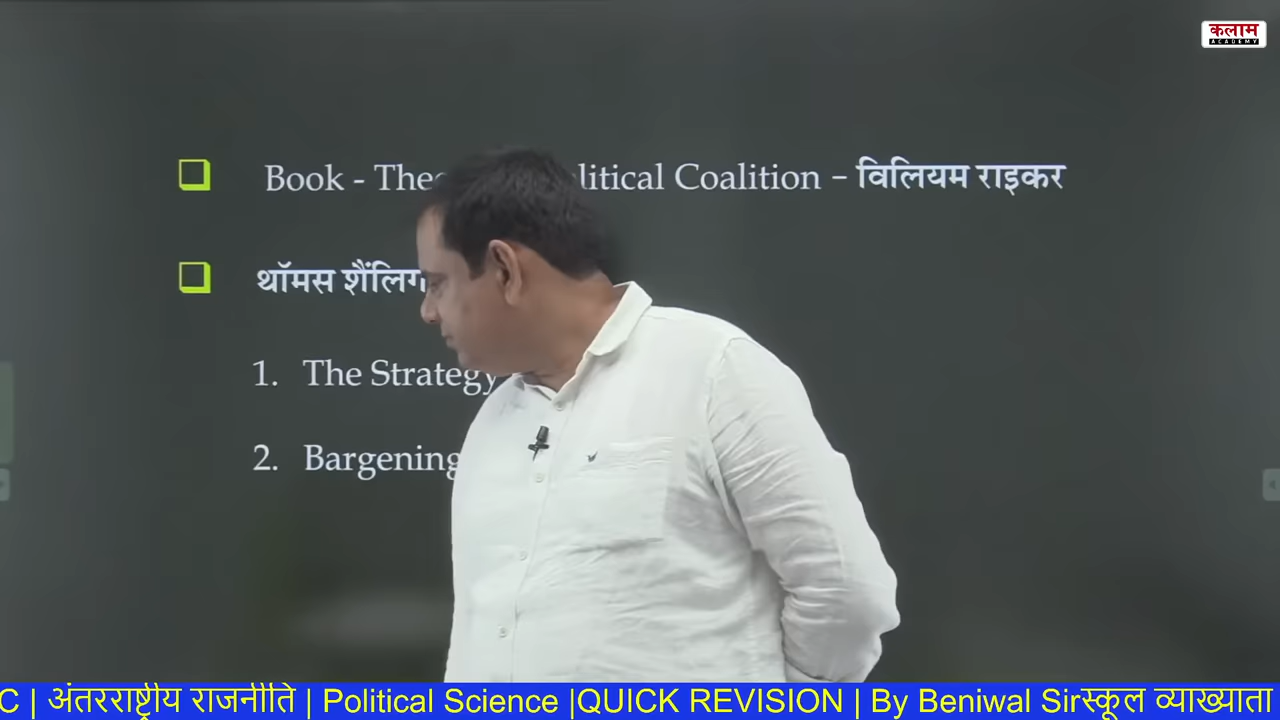 कलाम
ACADEMY
Book - The litical Coalition – विलियम राइकर
थॉमस शैंलिग
1. The Strategy
2. Bargening
C | अंतरराष्ट्रीय राजनीति | Political Science |QUICK REVISION | By Beniwal Sirस्कूल व्याख्याता